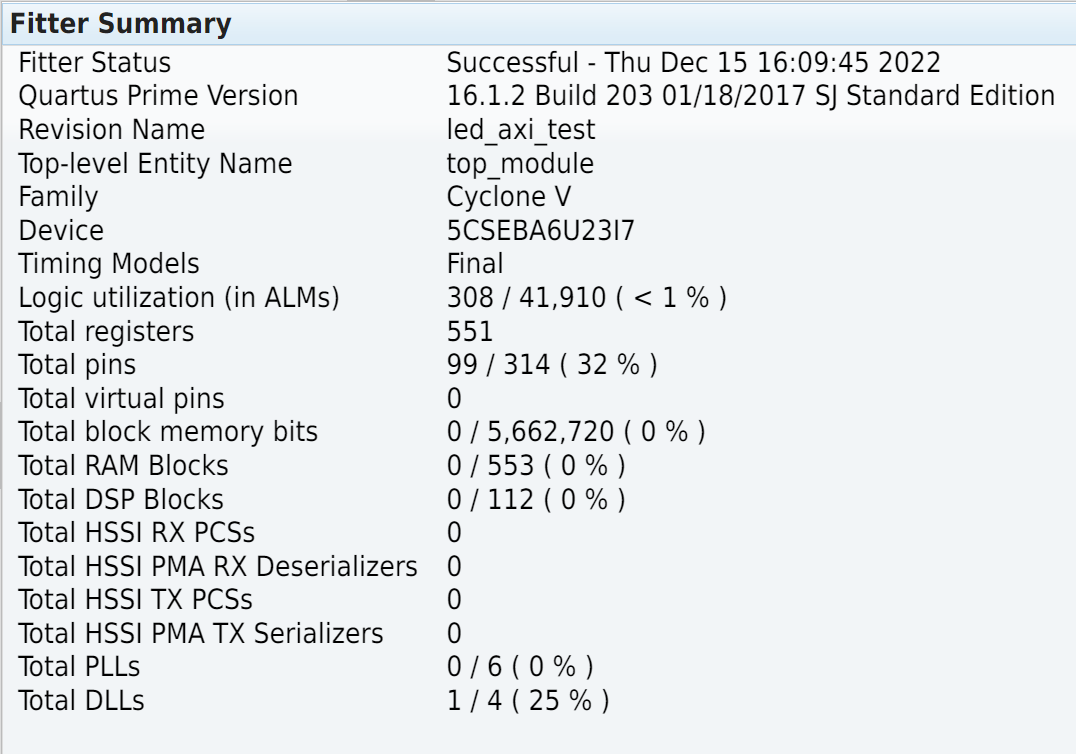 Fitter Summary
Fitter Status Successful - Thu Dec 15 16:09:45 2022
Quartus Prime Version 16.1.2 Build 203 01/18/2017 SJ Standard Edition
Revision Name led_axi_test
Top-level Entity Name top_module
Family Cyclone V
Device 5CSEBA6U23I7
Timing Models Final
Logic utilization (in ALMs) 308 / 41,910 ( < 1 % )
Total registers 551
Total pins 99 / 314 ( 32 % )
Total virtual pins 0
Total block memory bits 0 / 5,662,720 ( 0 % )
Total RAM Blocks 0 / 553 ( 0 % )
Total DSP Blocks 0 / 112 ( 0 % )
Total HSSI RX PCSs 0
Total HSSI PMA RX Deserializers 0
Total HSSI TX PCSs 0
Total HSSI PMA TX Serializers 0
Total PLLs 0 / 6 ( 0 % )
Total DLLs 1 / 4 ( 25 % )